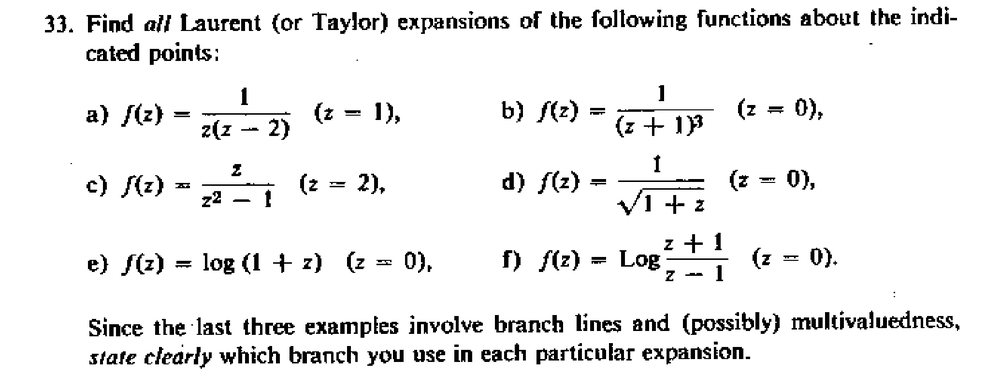 33. Find all Laurent (or Taylor) expansions of the following functions about the indi-
cated points:
a) f(z) = 1/(z(z − 2)) (z = 1), b) f(z) = 1/(z + 1)³ (z = 0),
c) f(z) = z/(z² − 1) (z = 2), d) f(z) = 1/√(1 + z) (z = 0),
e) f(z) = log (1 + z) (z = 0), f) f(z) = Log (z + 1)/(z − 1) (z = 0).
Since the last three examples involve branch lines and (possibly) multivaluedness,
state clearly which branch you use in each particular expansion.